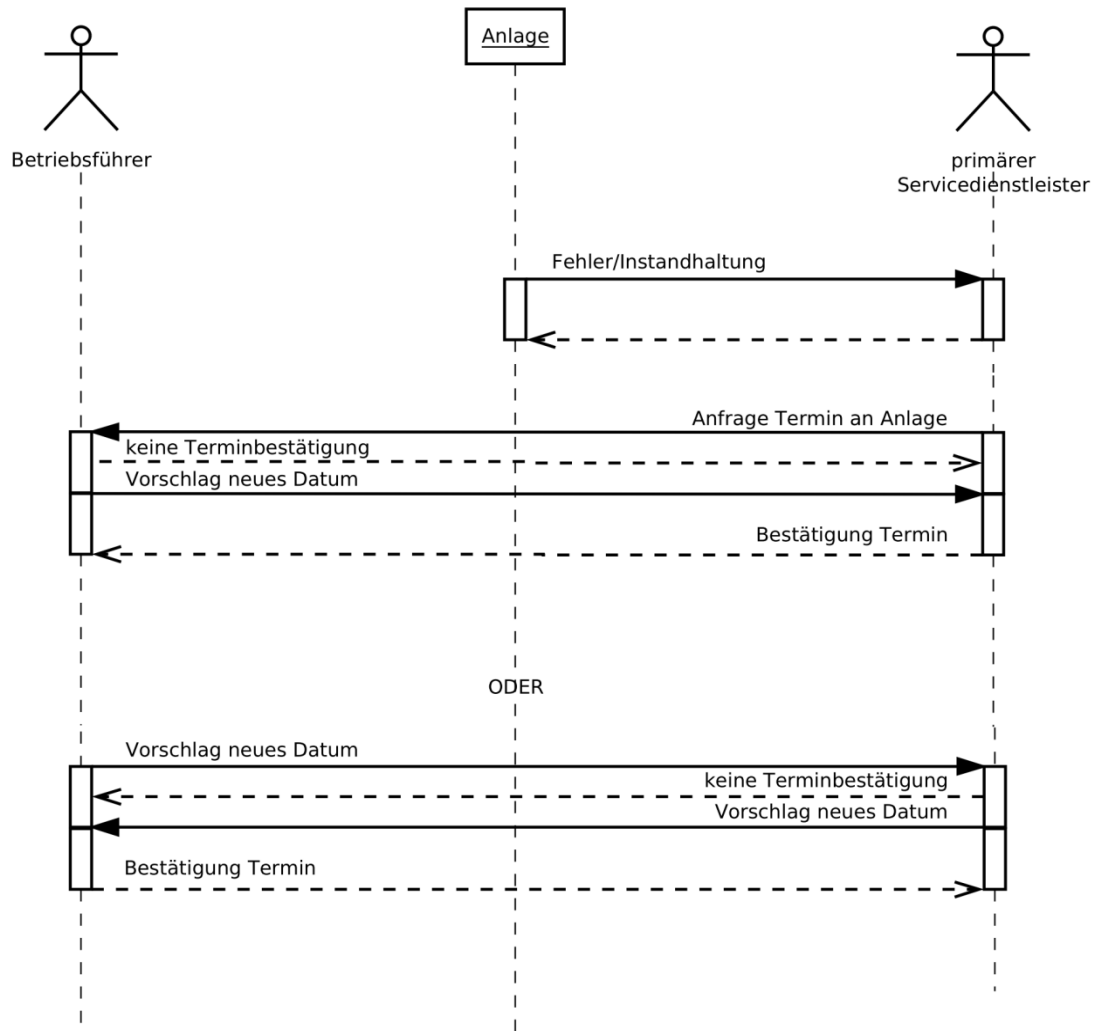 Anlage
Betriebsführer
primärer
Servicedienstleister
Fehler/Instandhaltung
Anfrage Termin an Anlage
keine Terminbestätigung
Vorschlag neues Datum
Bestätigung Termin
ODER
Vorschlag neues Datum
keine Terminbestätigung
Vorschlag neues Datum
Bestätigung Termin